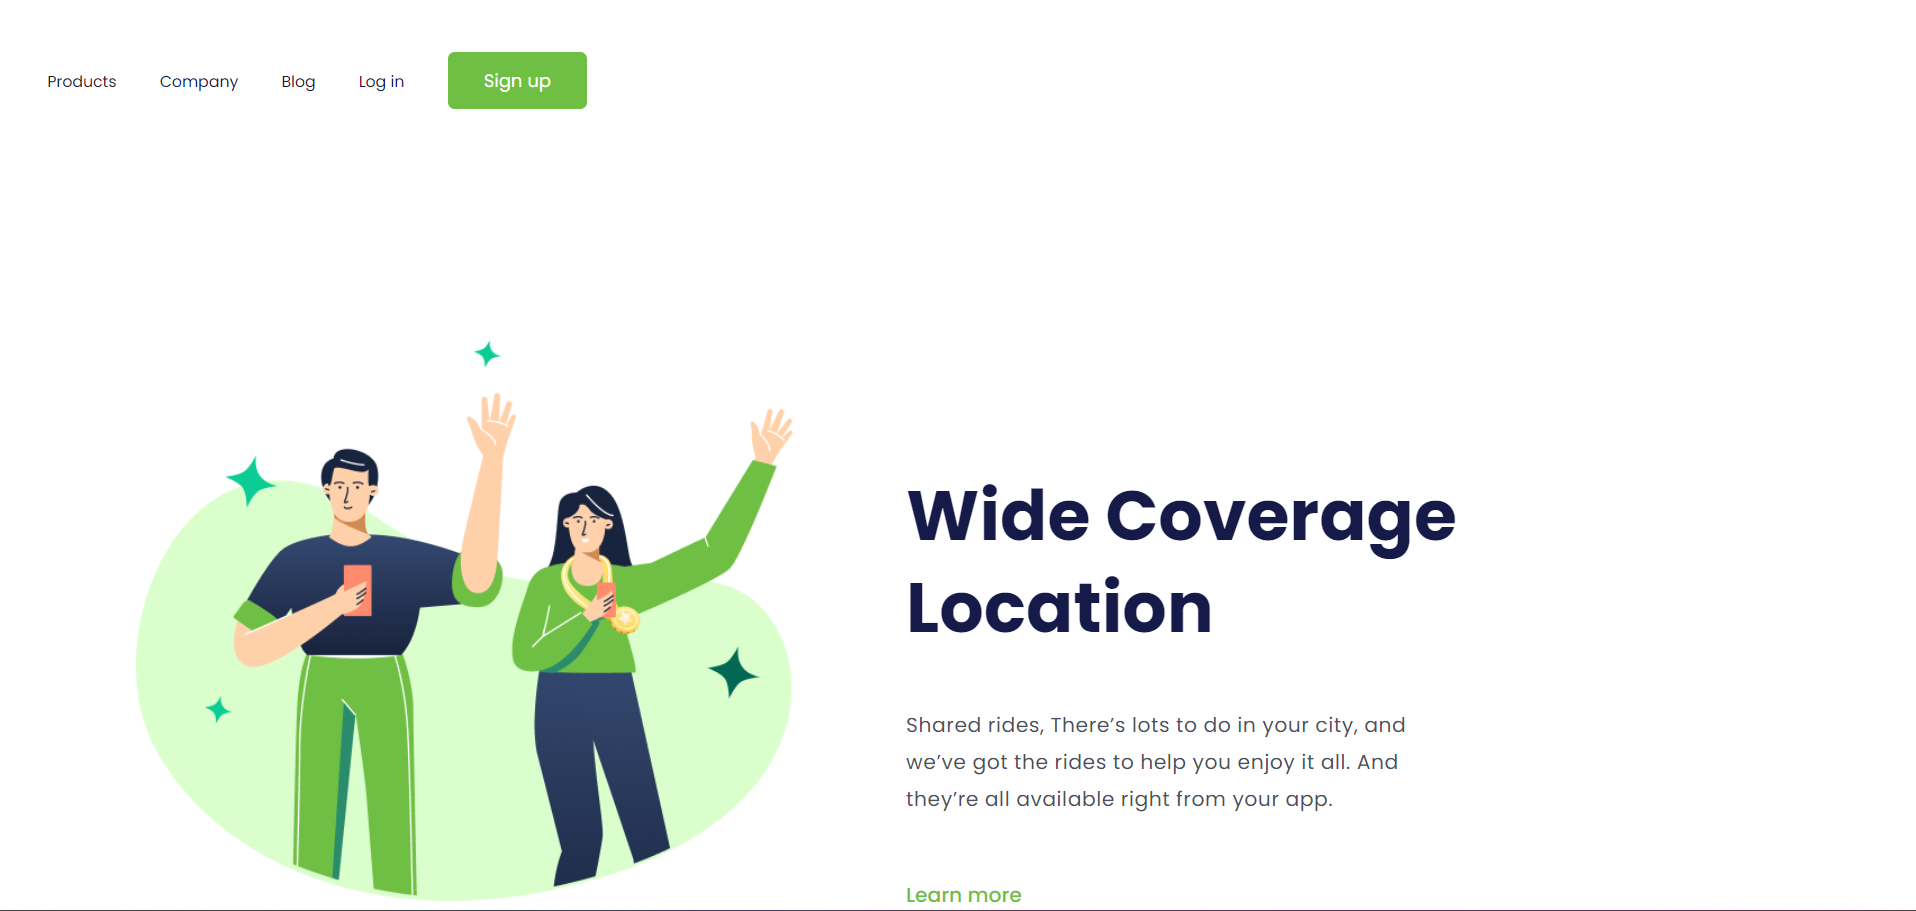 Products Company Blog Log in Sign up
Wide Coverage
Location
Shared rides, There’s lots to do in your city, and
we’ve got the rides to help you enjoy it all. And
they’re all available right from your app.
Learn more